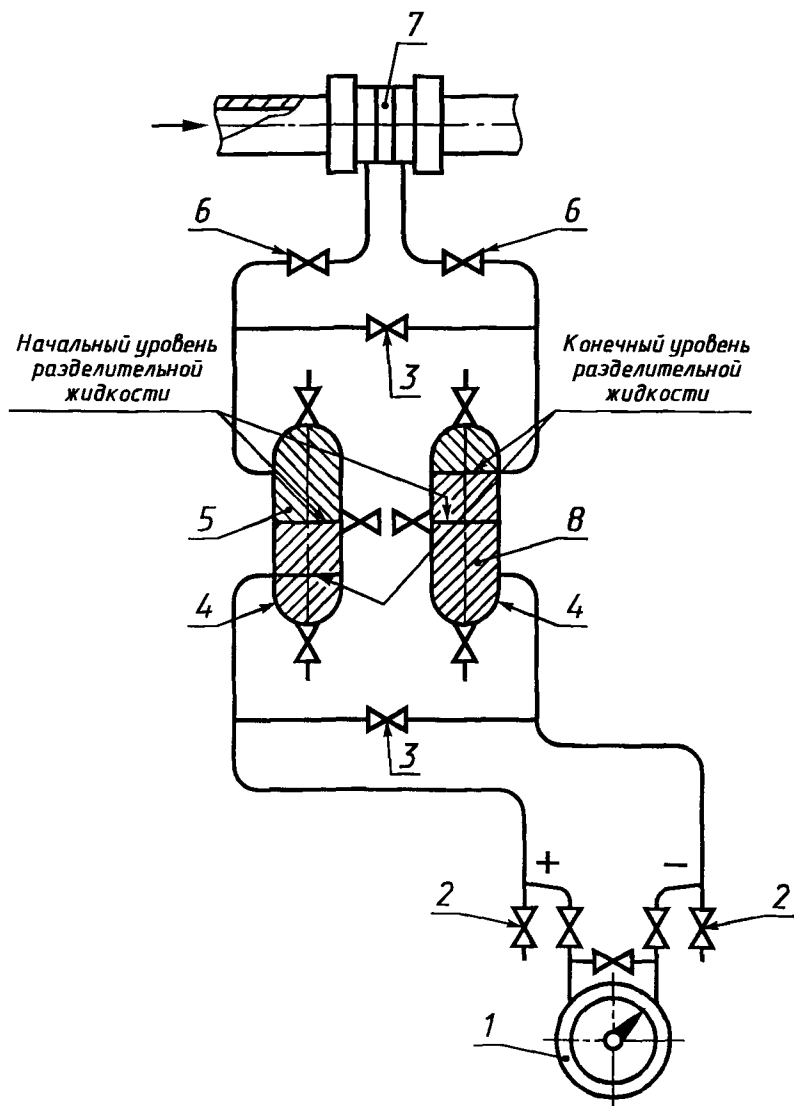 7
6
6
Начальный уровень
разделительной
жидкости
3
Конечный уровень
разделительной
жидкости
5
8
4
4
3
+
−
2
2
1